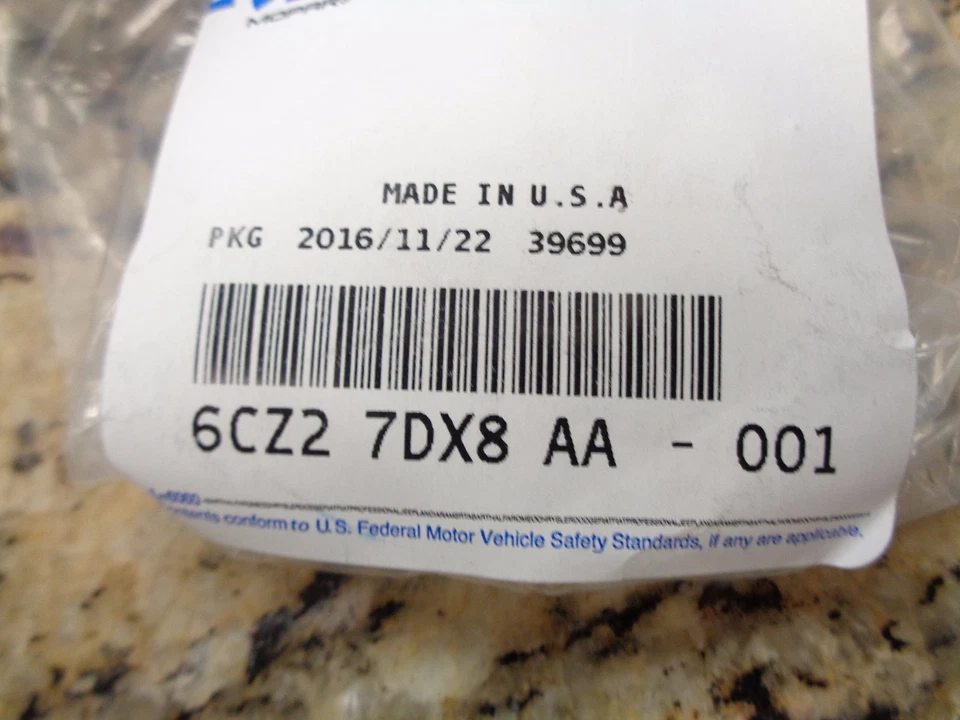 MOPAR
MADE IN U.S.A
PKG 2016/11/22 39699
6CZ2 7DX8 AA - 001
contents conform to U.S. Federal Motor Vehicle Safety Standards, if any are applicable.